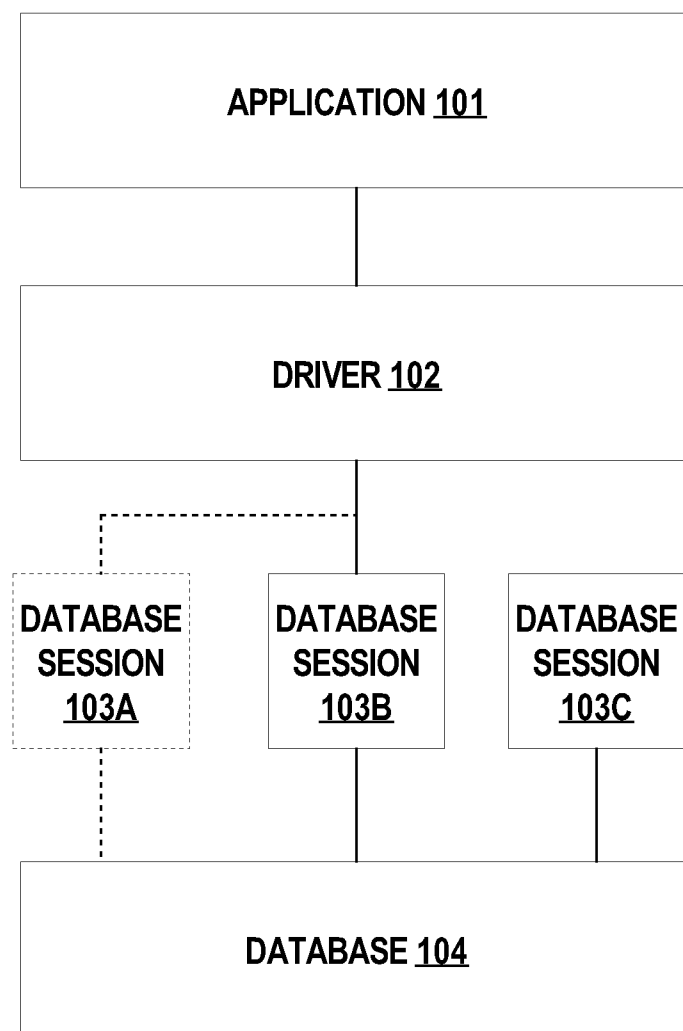 APPLICATION 101
DRIVER 102
DATABASE
SESSION
103A
DATABASE
SESSION
103B
DATABASE
SESSION
103C
DATABASE 104